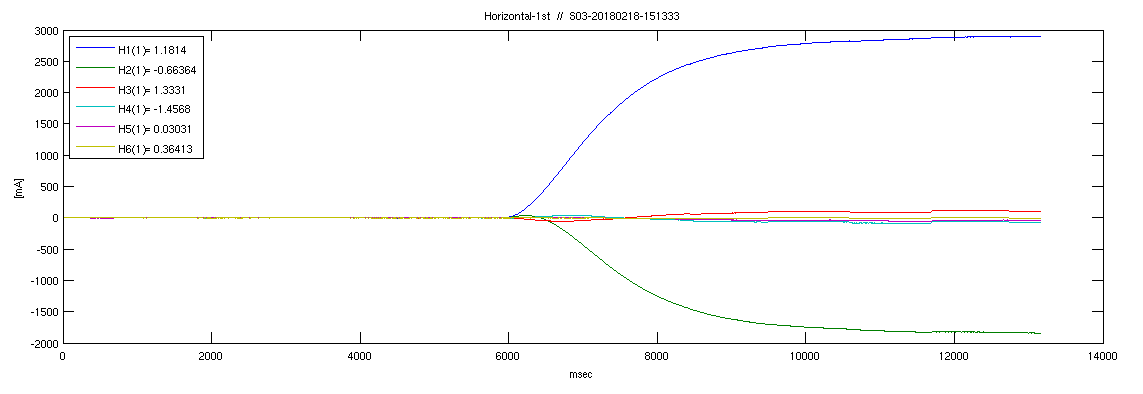 Horizontal-1st // S03-20180218-151333
3000
2500
2000
1500
1000
500
0
-500
-1000
-1500
-2000
[mA]
H1(1)= 1.1814
H2(1)= -0.66364
H3(1)= 1.3331
H4(1)= -1.4568
H5(1)= 0.03031
H6(1)= 0.36413
0 2000 4000 6000 8000 10000 12000 14000
msec